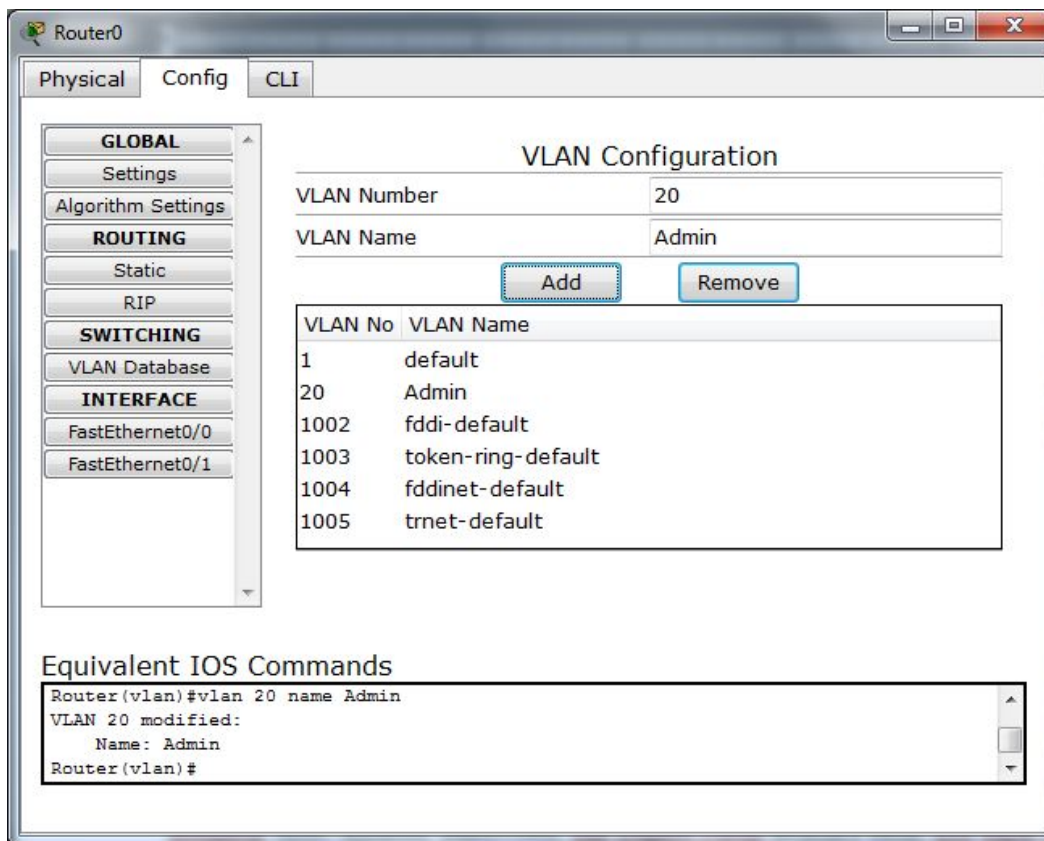 Router0
Physical Config CLI
GLOBAL
Settings
Algorithm Settings
ROUTING
Static
RIP
SWITCHING
VLAN Database
INTERFACE
FastEthernet0/0
FastEthernet0/1
VLAN Configuration
VLAN Number 20
VLAN Name Admin
Add Remove
VLAN No VLAN Name
1 default
20 Admin
1002 fddi-default
1003 token-ring-default
1004 fddinet-default
1005 trnet-default
Equivalent IOS Commands
Router(vlan)#vlan 20 name Admin
VLAN 20 modified:
Name: Admin
Router(vlan)#